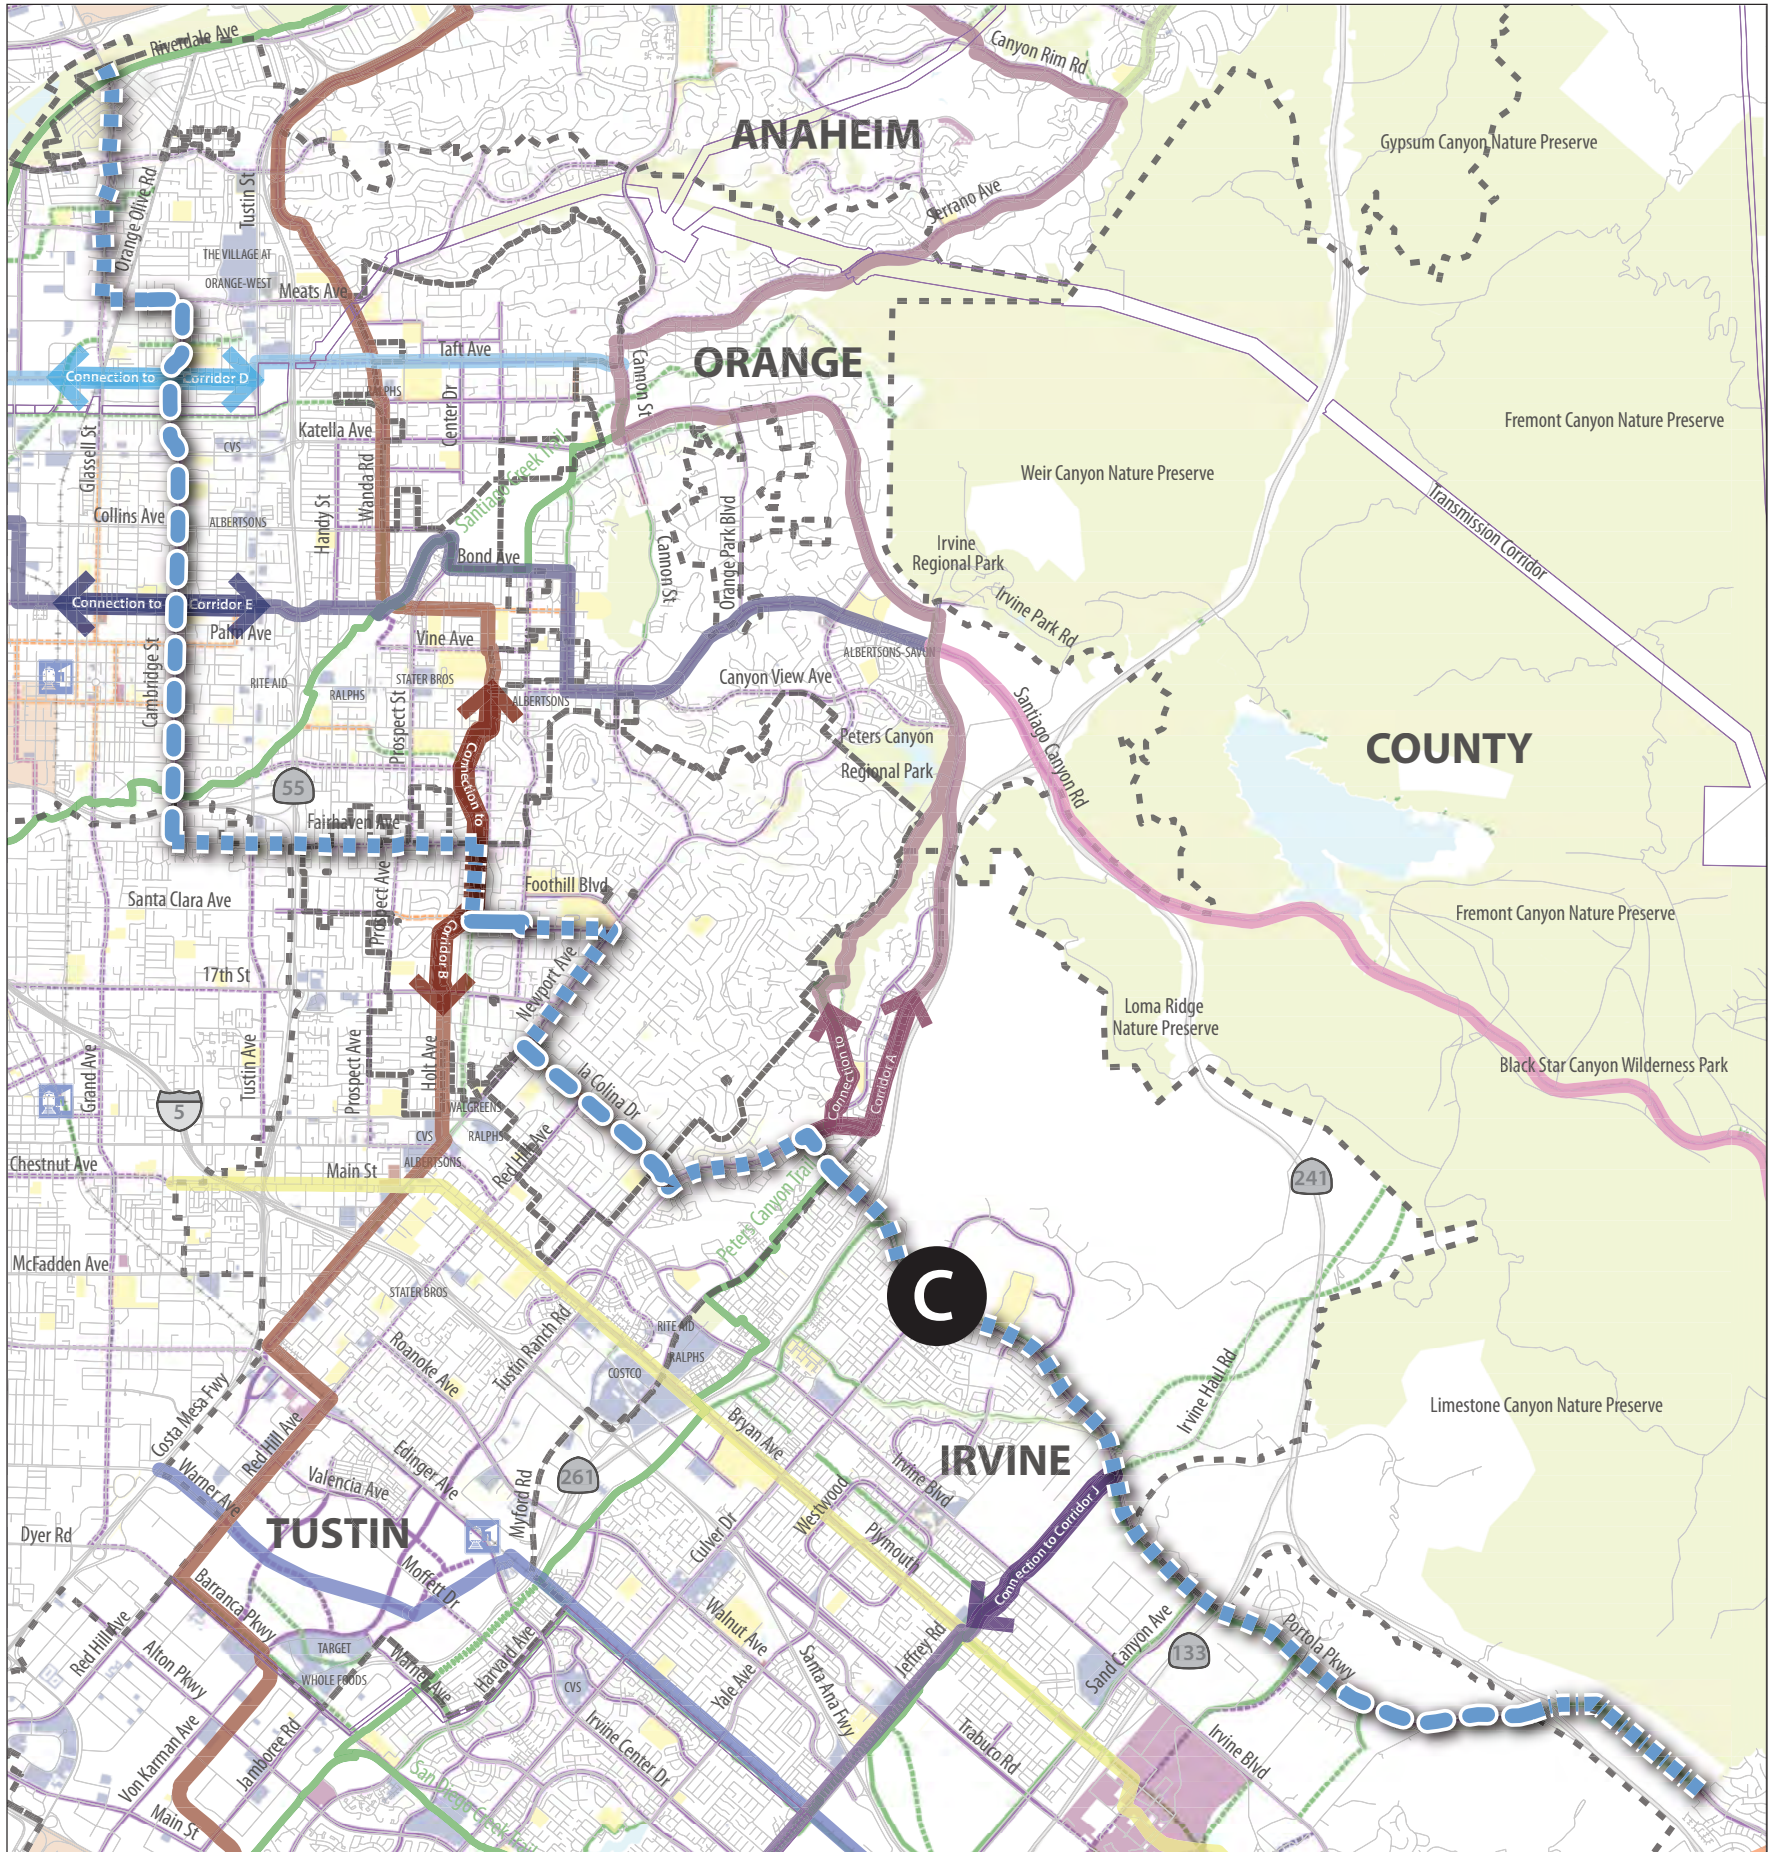 Riverdale Ave
Canyon Rim Rd
ANAHEIM
Gypsum Canyon Nature Preserve
Orange Olive Rd
Tustin St
Serrano Ave
THE VILLAGE AT
ORANGE-WEST
Meats Ave
Taft Ave
ORANGE
Cannon St
Connection to
Corridor D
RALPHS
Center Dr
Katella Ave
Glassell St
CVS
Fremont Canyon Nature Preserve
Santiago Creek Trail
Wanda Rd
Weir Canyon Nature Preserve
Transmission Corridor
Collins Ave
ALBERTSONS
Handy St
Orange Park Blvd
Bond Ave
Cannon St
Irvine
Regional Park
Irvine Park Rd
Connection to
Corridor E
Palm Ave
Vine Ave
Cambridge St
ALBERTSONS-SAVON
RITE AID
RALPHS
STATER BROS
Prospect St
ALBERTSONS
Canyon View Ave
Santiago Canyon Rd
Peters Canyon
Regional Park
COUNTY
55
Connection to
Fairhaven Ave
Santa Clara Ave
Prospect Ave
Foothill Blvd
Fremont Canyon Nature Preserve
Corridor B
17th St
Newport Ave
Loma Ridge
Nature Preserve
Grand Ave
Tustin Ave
Prospect Ave
Holt Ave
la Colina Dr
Connection to
Corridor A
Black Star Canyon Wilderness Park
5
WALGREENS
CVS
RALPHS
Red Hill Ave
Chestnut Ave
Main St
ALBERTSONS
241
Peters Canyon Trail
McFadden Ave
STATER BROS
C
RITE AID
RALPHS
Roanoke Ave
Tustin Ranch Rd
COSTCO
Costa Mesa Fwy
Irvine Haul Rd
Limestone Canyon Nature Preserve
Red Hill Ave
Bryan Ave
IRVINE
Edinger Ave
Warner Ave
Valencia Ave
261
Irvine Blvd
Westwood
Myford Rd
Dyer Rd
TUSTIN
Culver Dr
Plymouth
Connection to Corridor J
Moffett Dr
Barranca Pkwy
Red Hill Ave
Alton Pkwy
TARGET
WHOLE FOODS
Warner Ave
Harvard Ave
CVS
Walnut Ave
Yale Ave
Santa Ana Fwy
Jeffrey Rd
Sand Canyon Ave
133
Portola Pkwy
Von Karman Ave
Jamboree Rd
Irvine Center Dr
Trabuco Rd
Irvine Blvd
Main St
San Diego Creek Trail